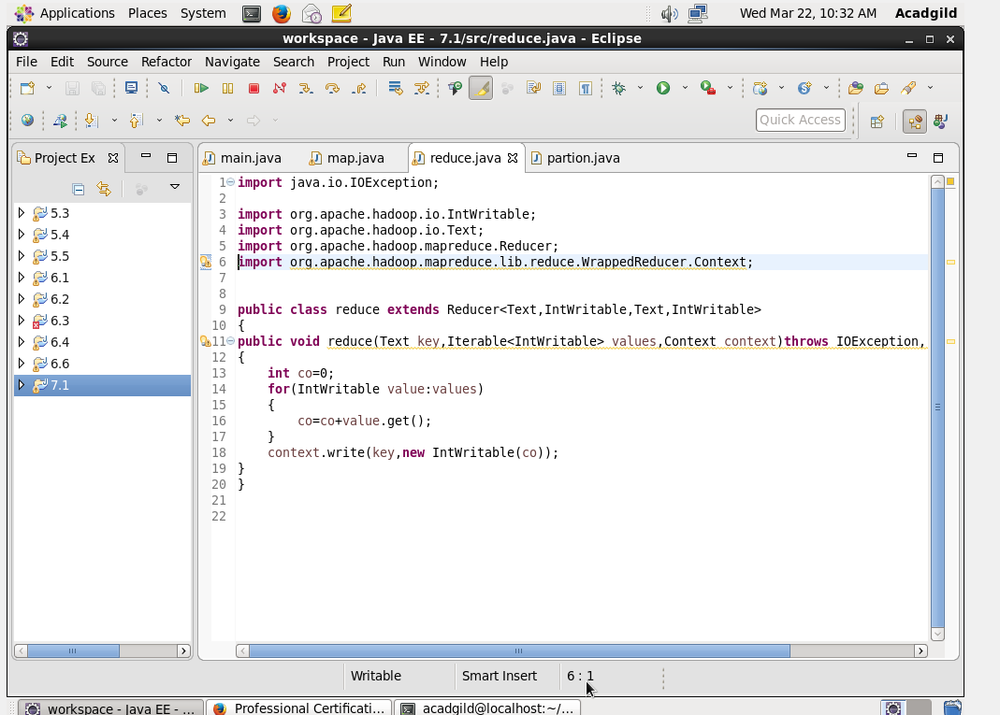 Applications Places System Wed Mar 22, 10:32 AM Acadgild
workspace - Java EE - 7.1/src/reduce.java - Eclipse
File Edit Source Refactor Navigate Search Project Run Window Help
Quick Access
Project Ex
main.java map.java reduce.java partion.java
5.3
5.4
5.5
6.1
6.2
6.3
6.4
6.6
7.1
1 import java.io.IOException;
2
3 import org.apache.hadoop.io.IntWritable;
4 import org.apache.hadoop.io.Text;
5 import org.apache.hadoop.mapreduce.Reducer;
6 import org.apache.hadoop.mapreduce.lib.reduce.WrappedReducer.Context;
7
8
9 public class reduce extends Reducer<Text,IntWritable,Text,IntWritable>
10 {
11 public void reduce(Text key,Iterable<IntWritable> values,Context context)throws IOException,
12 {
13     int co=0;
14     for(IntWritable value:values)
15     {
16         co=co+value.get();
17     }
18     context.write(key,new IntWritable(co));
19 }
20 }
21
22
Writable Smart Insert 6 : 1
workspace - Java EE - ... Professional Certificati... acadgild@localhost:~/...